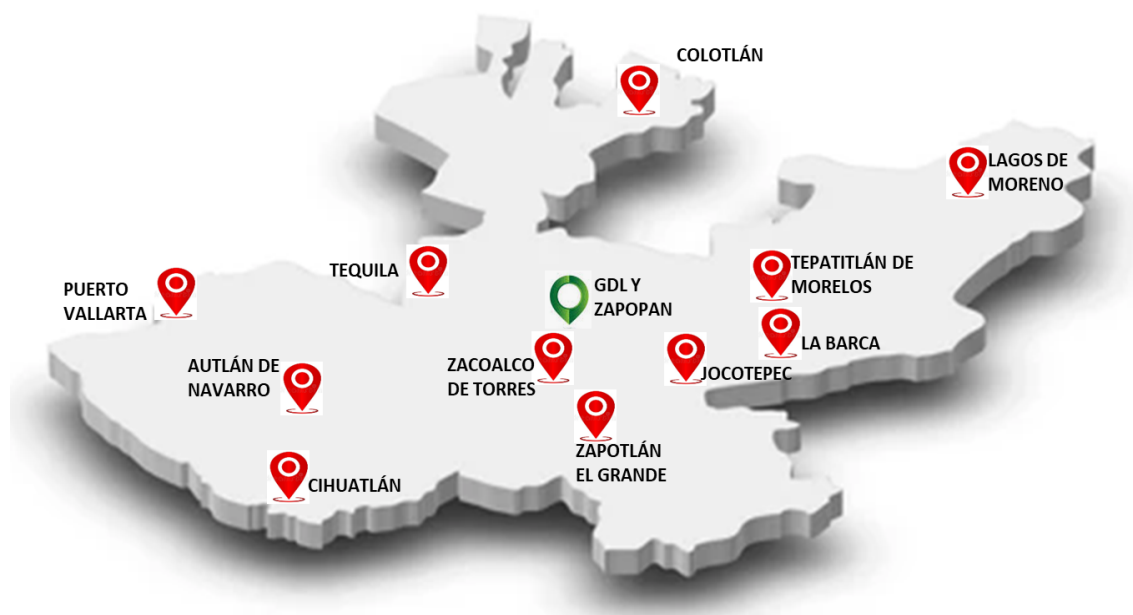 COLOTLÁN
LAGOS DE
MORENO
TEQUILA
TEPATITLÁN DE
MORELOS
PUERTO
VALLARTA
GDL Y
ZAPOPAN
LA BARCA
AUTLÁN DE
NAVARRO
ZACOALCO
DE TORRES
JOCOTEPEC
ZAPOTLÁN
EL GRANDE
CIHUATLÁN